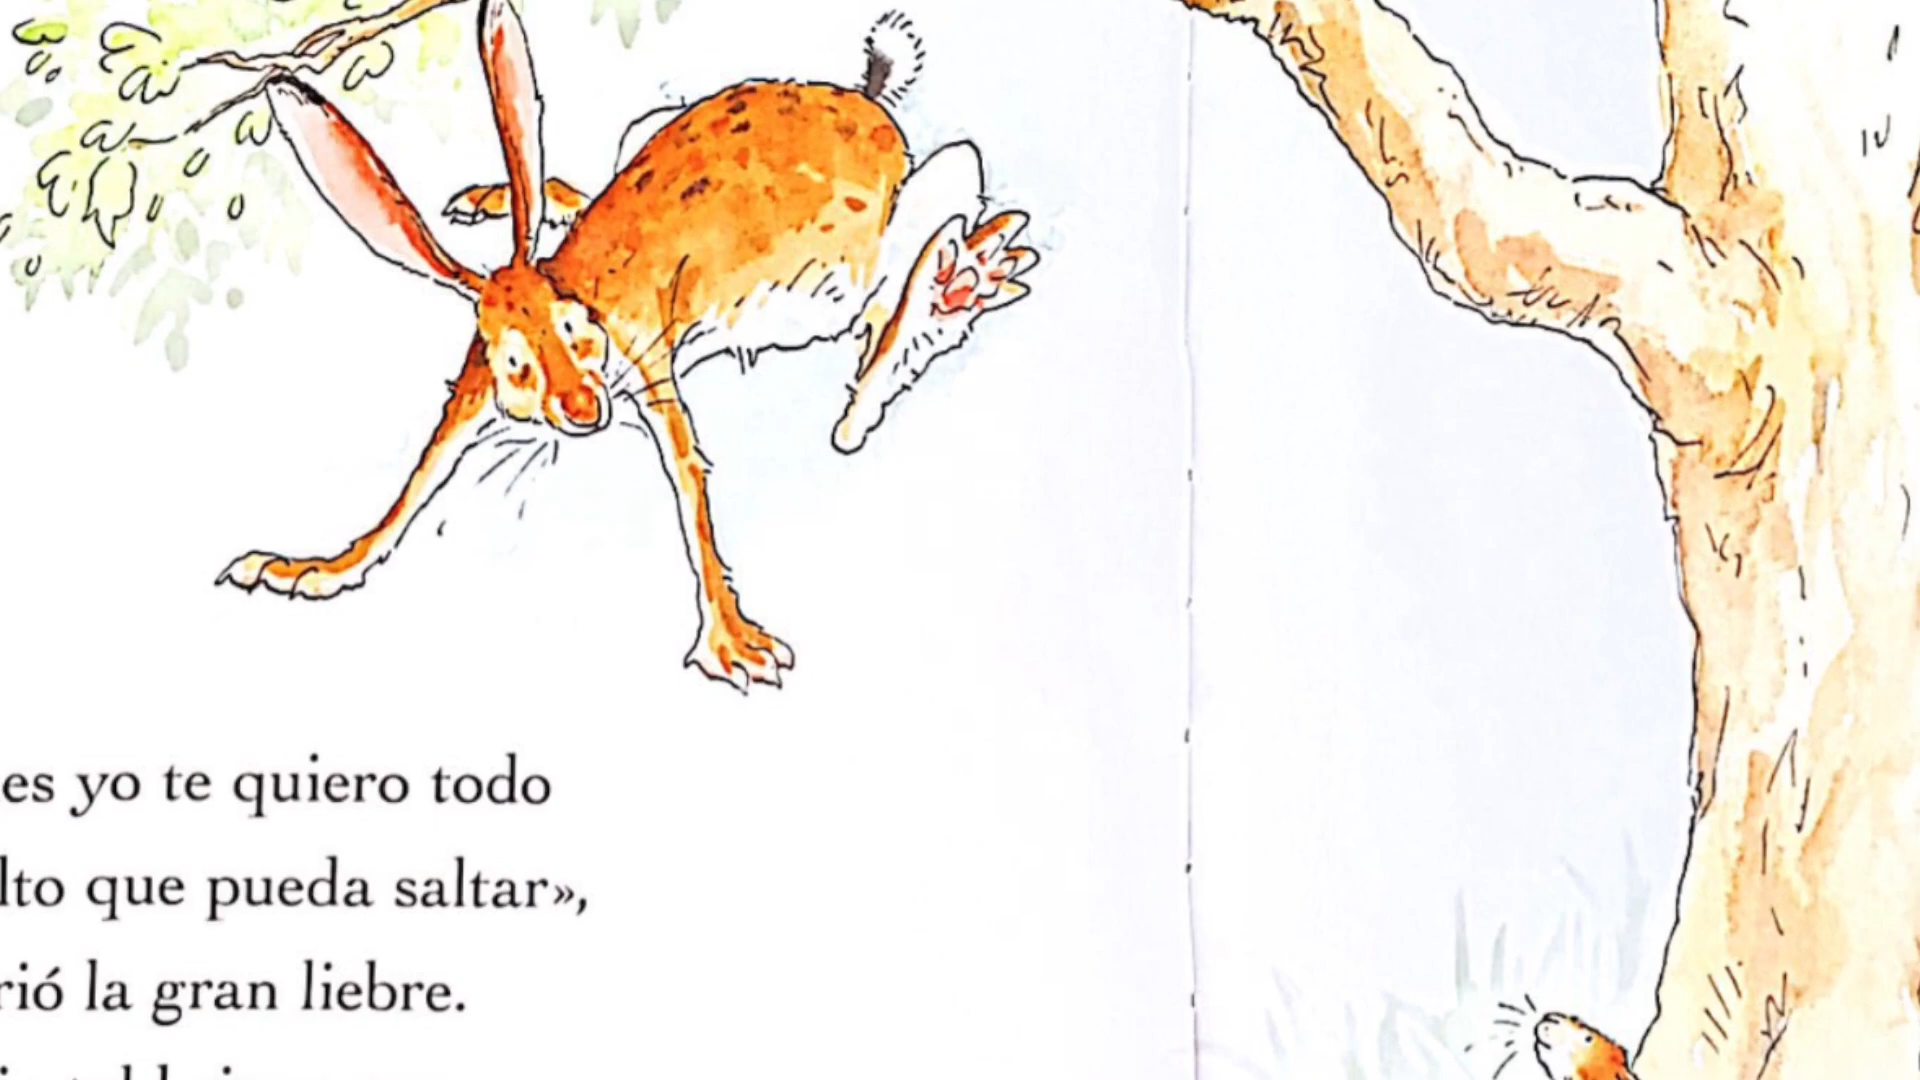 es yo te quiero todo
lto que pueda saltar»,
rió la gran liebre.